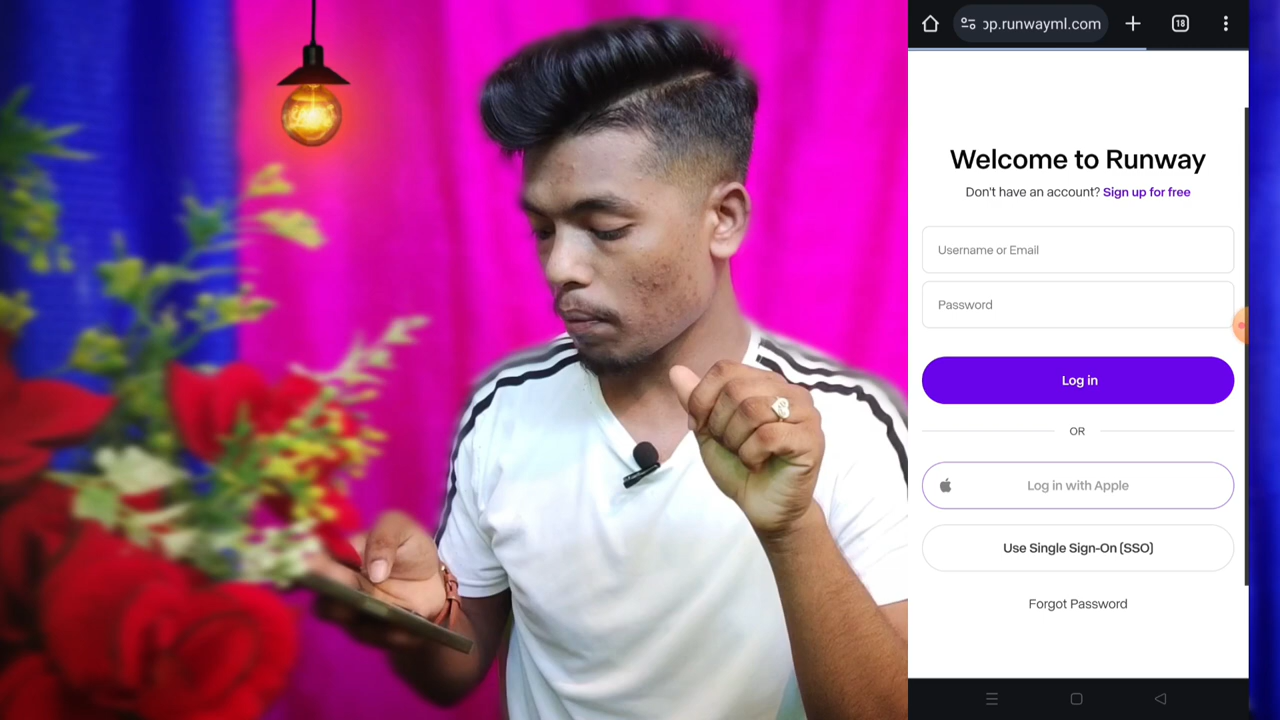 pp.runwayml.com
18
Welcome to Runway
Don't have an account? Sign up for free
Username or Email
Password
Log in
OR
Log in with Apple
Use Single Sign-On (SSO)
Forgot Password